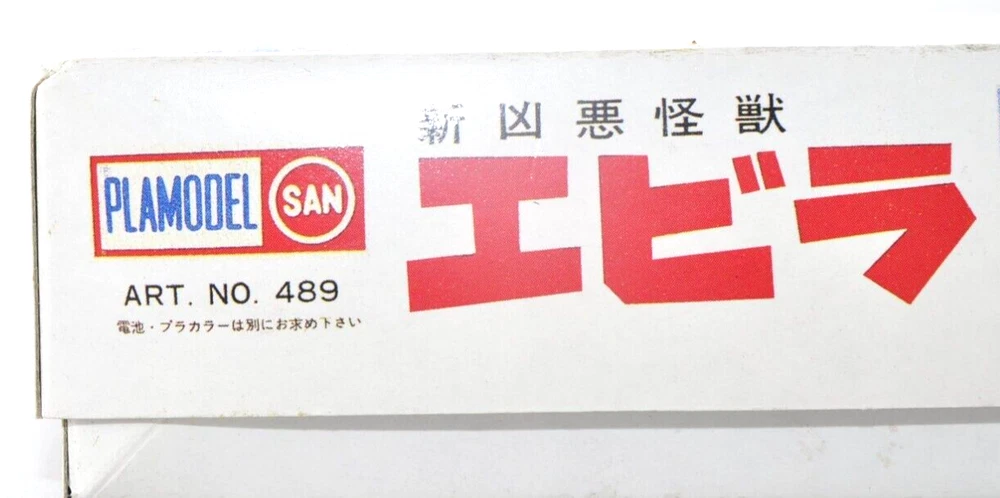 新凶悪怪獣
エビラ
PLAMODEL SAN
ART. NO. 489
電池・プラカラーは別にお求め下さい